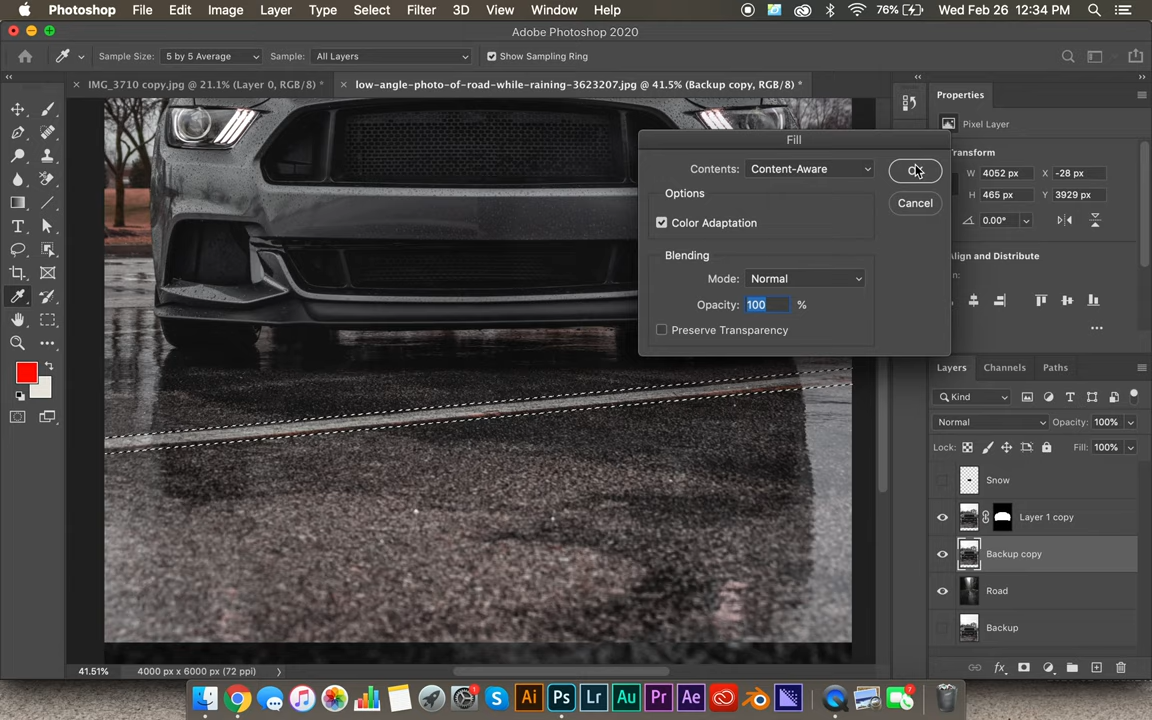 Photoshop File Edit Image Layer Type Select Filter 3D View Window Help 76% Wed Feb 26 12:34 PM
Adobe Photoshop 2020
Sample Size: 5 by 5 Average Sample: All Layers Show Sampling Ring
IMG_3710 copy.jpg @ 21.1% (Layer 0, RGB/8) * low-angle-photo-of-road-while-raining-3623207.jpg @ 41.5% (Backup copy, RGB/8) *
Properties
Pixel Layer
Transform
W 4052 px X -28 px
H 465 px Y 3929 px
0.00°
Align and Distribute
Fill
Contents: Content-Aware
Options
Color Adaptation
Cancel
Blending
Mode: Normal
Opacity: 100 %
Preserve Transparency
Layers Channels Paths
Kind
Normal Opacity: 100%
Lock: Fill: 100%
Snow
Layer 1 copy
Backup copy
Road
Backup
41.51% 4000 px x 6000 px (72 ppi)
Ai Ps Lr Au Pr Ae